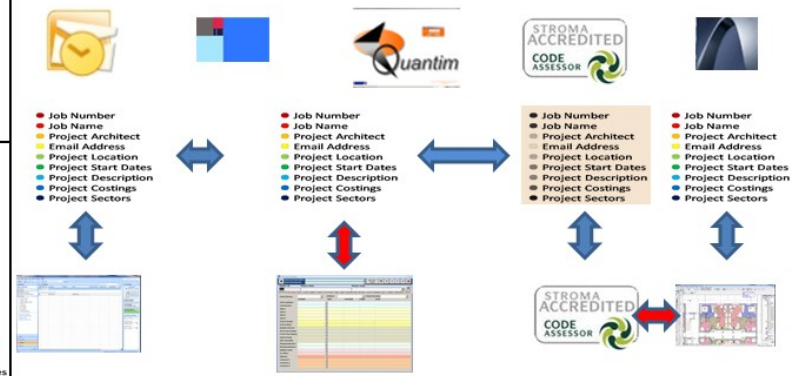 Quantim
STROMA
ACCREDITED
CODE
ASSESSOR
Job Number
Job Name
Project Architect
Email Address
Project Location
Project Start Dates
Project Description
Project Costings
Project Sectors
Job Number
Job Name
Project Architect
Email Address
Project Location
Project Start Dates
Project Description
Project Costings
Project Sectors
Job Number
Job Name
Project Architect
Email Address
Project Location
Project Start Dates
Project Description
Project Costings
Project Sectors
Job Number
Job Name
Project Architect
Email Address
Project Location
Project Start Dates
Project Description
Project Costings
Project Sectors
STROMA
ACCREDITED
CODE
ASSESSOR
es